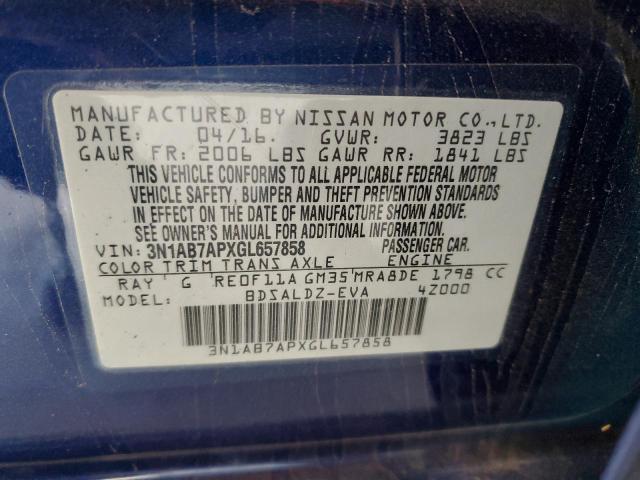 MANUFACTURED BY NISSAN MOTOR CO., LTD.
DATE: 04/16. GVWR: 3823 LBS
GAWR FR: 2006 LBS GAWR RR: 1841 LBS
THIS VEHICLE CONFORMS TO ALL APPLICABLE FEDERAL MOTOR
VEHICLE SAFETY, BUMPER AND THEFT PREVENTION STANDARDS
IN EFFECT ON THE DATE OF MANUFACTURE SHOWN ABOVE.
SEE OWNER'S MANUAL FOR ADDITIONAL INFORMATION.
VIN: 3N1AB7APXGL657858 PASSENGER CAR.
COLOR TRIM TRANS AXLE ENGINE
RAY G RE0F11A GM35 MRA8DE 1798 CC
MODEL: BDSALDZ-EVA 4Z000
3N1AB7APXGL657858